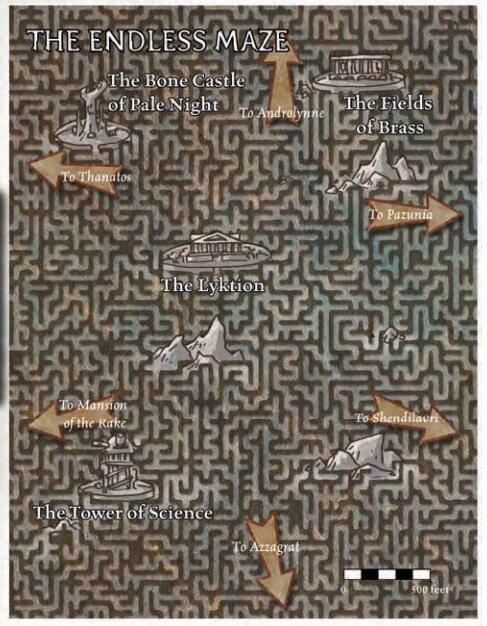 THE ENDLESS MAZE
The Bone Castle
of Pale Night
To Androlynne
The Fields
of Brass
To Thanatos
To Pazunia
The Lyktion
To Mansion
of the Rake
To Shendilavri
The Tower of Science
To Azzagrat
0
500 feet